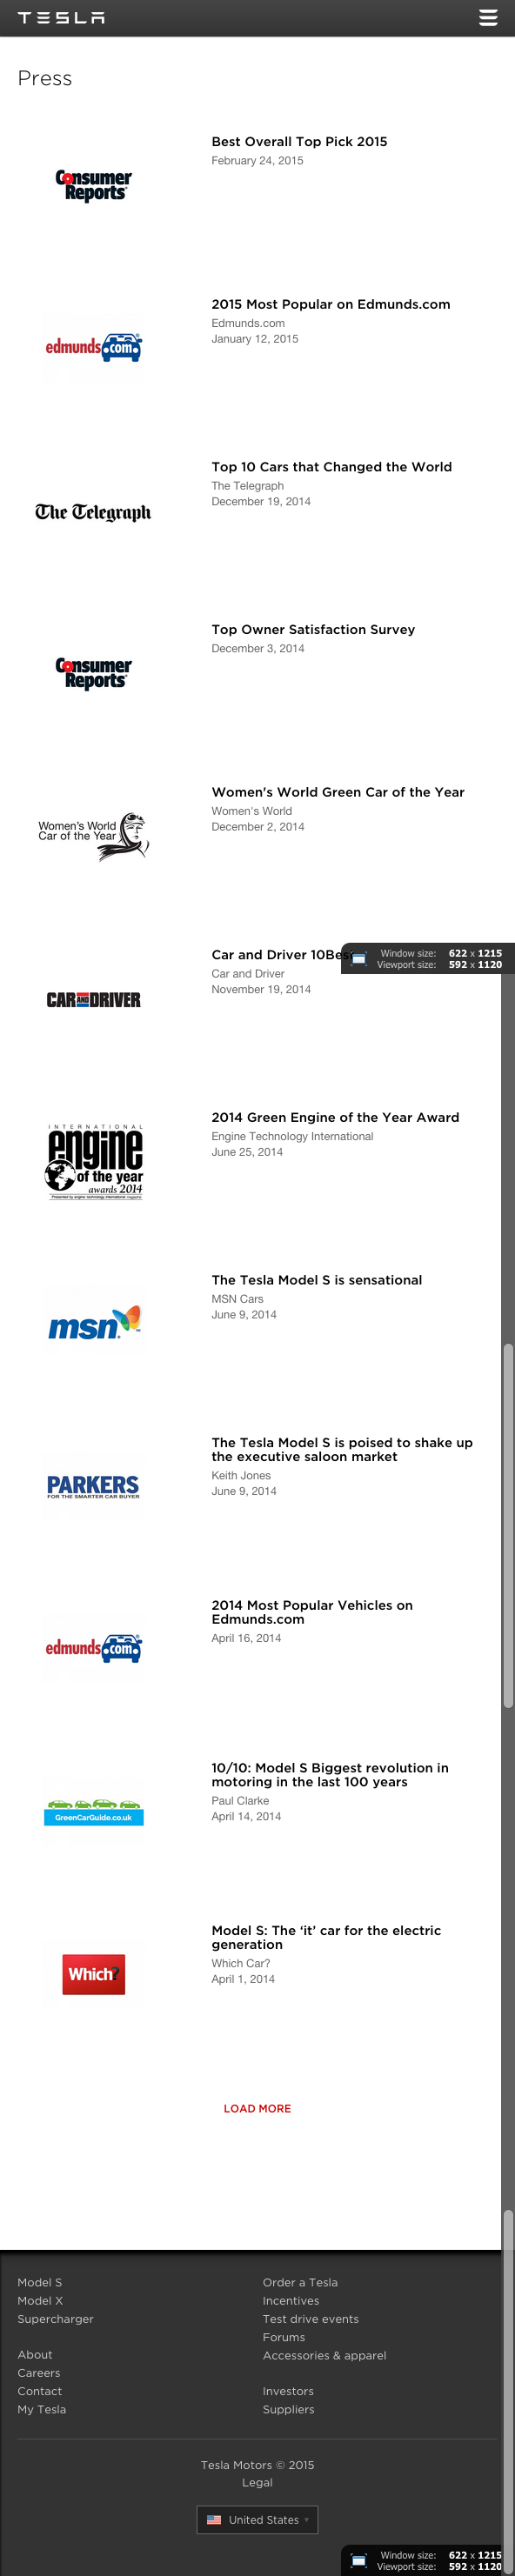 TESLA
Press
Best Overall Top Pick 2015
February 24, 2015
Consumer
Reports
2015 Most Popular on Edmunds.com
Edmunds.com
January 12, 2015
edmunds.com
Top 10 Cars that Changed the World
The Telegraph
December 19, 2014
The Telegraph
Top Owner Satisfaction Survey
December 3, 2014
Consumer
Reports
Women's World Green Car of the Year
Women's World
December 2, 2014
Women's World
Car of the Year
Car and Driver 10Best
Car and Driver
November 19, 2014
CAR AND DRIVER
Window size: 622 x 1215
Viewport size: 592 x 1120
2014 Green Engine of the Year Award
Engine Technology International
June 25, 2014
INTERNATIONAL
engine
of the year
awards 2014
Presented by engine technology international magazine
The Tesla Model S is sensational
MSN Cars
June 9, 2014
msn
The Tesla Model S is poised to shake up
the executive saloon market
Keith Jones
June 9, 2014
PARKERS
FOR THE SMARTER CAR BUYER
2014 Most Popular Vehicles on
Edmunds.com
April 16, 2014
edmunds.com
10/10: Model S Biggest revolution in
motoring in the last 100 years
Paul Clarke
April 14, 2014
GreenCarGuide.co.uk
Model S: The ‘it’ car for the electric
generation
Which Car?
April 1, 2014
Which?
LOAD MORE
Model S
Model X
Supercharger
About
Careers
Contact
My Tesla
Order a Tesla
Incentives
Test drive events
Forums
Accessories & apparel
Investors
Suppliers
Tesla Motors © 2015
Legal
United States
Window size: 622 x 1215
Viewport size: 592 x 1120